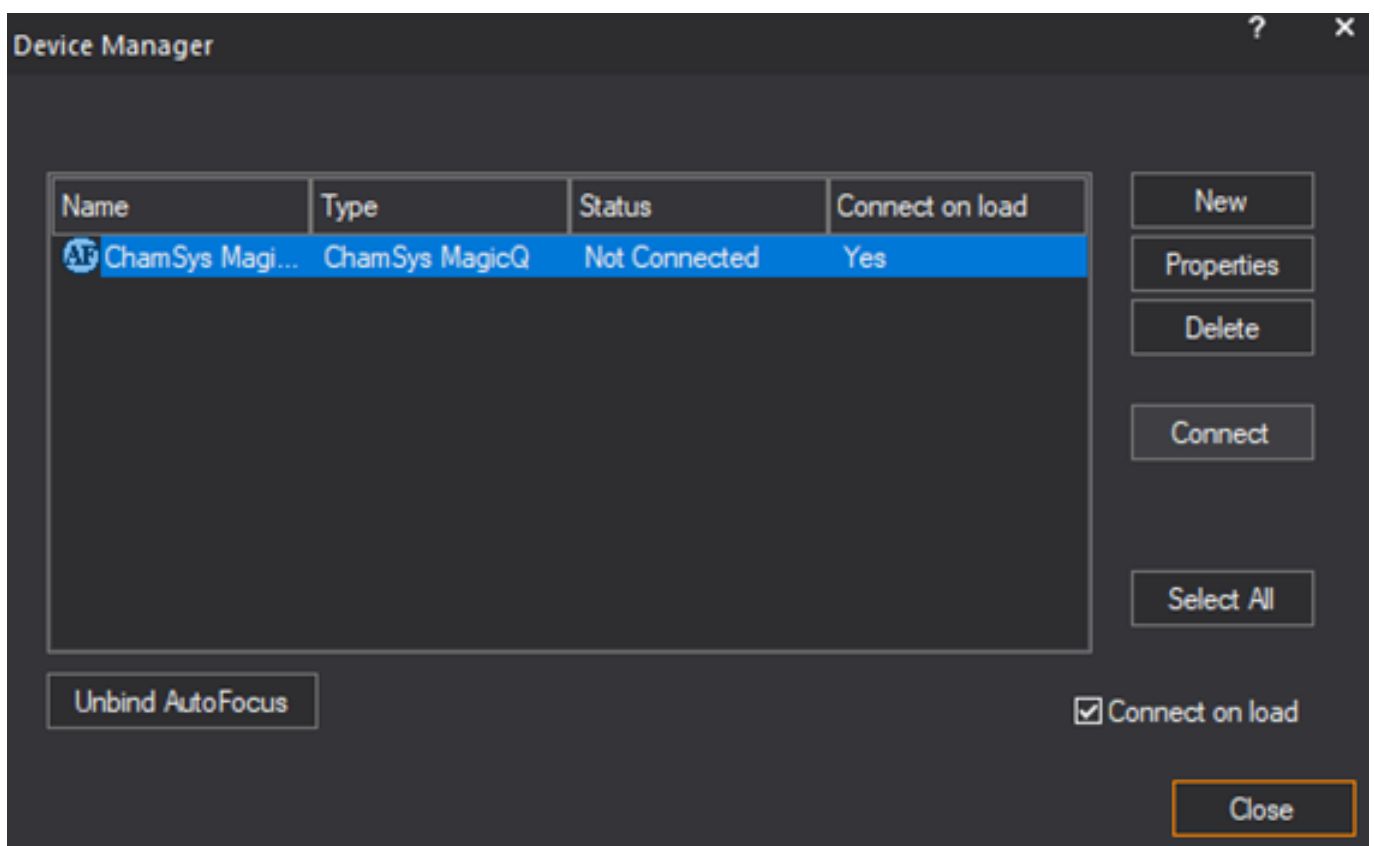 Device Manager
? ×
Name Type Status Connect on load
AF ChamSys Magi... ChamSys MagicQ Not Connected Yes
New
Properties
Delete
Connect
Select All
Unbind AutoFocus
Connect on load
Close